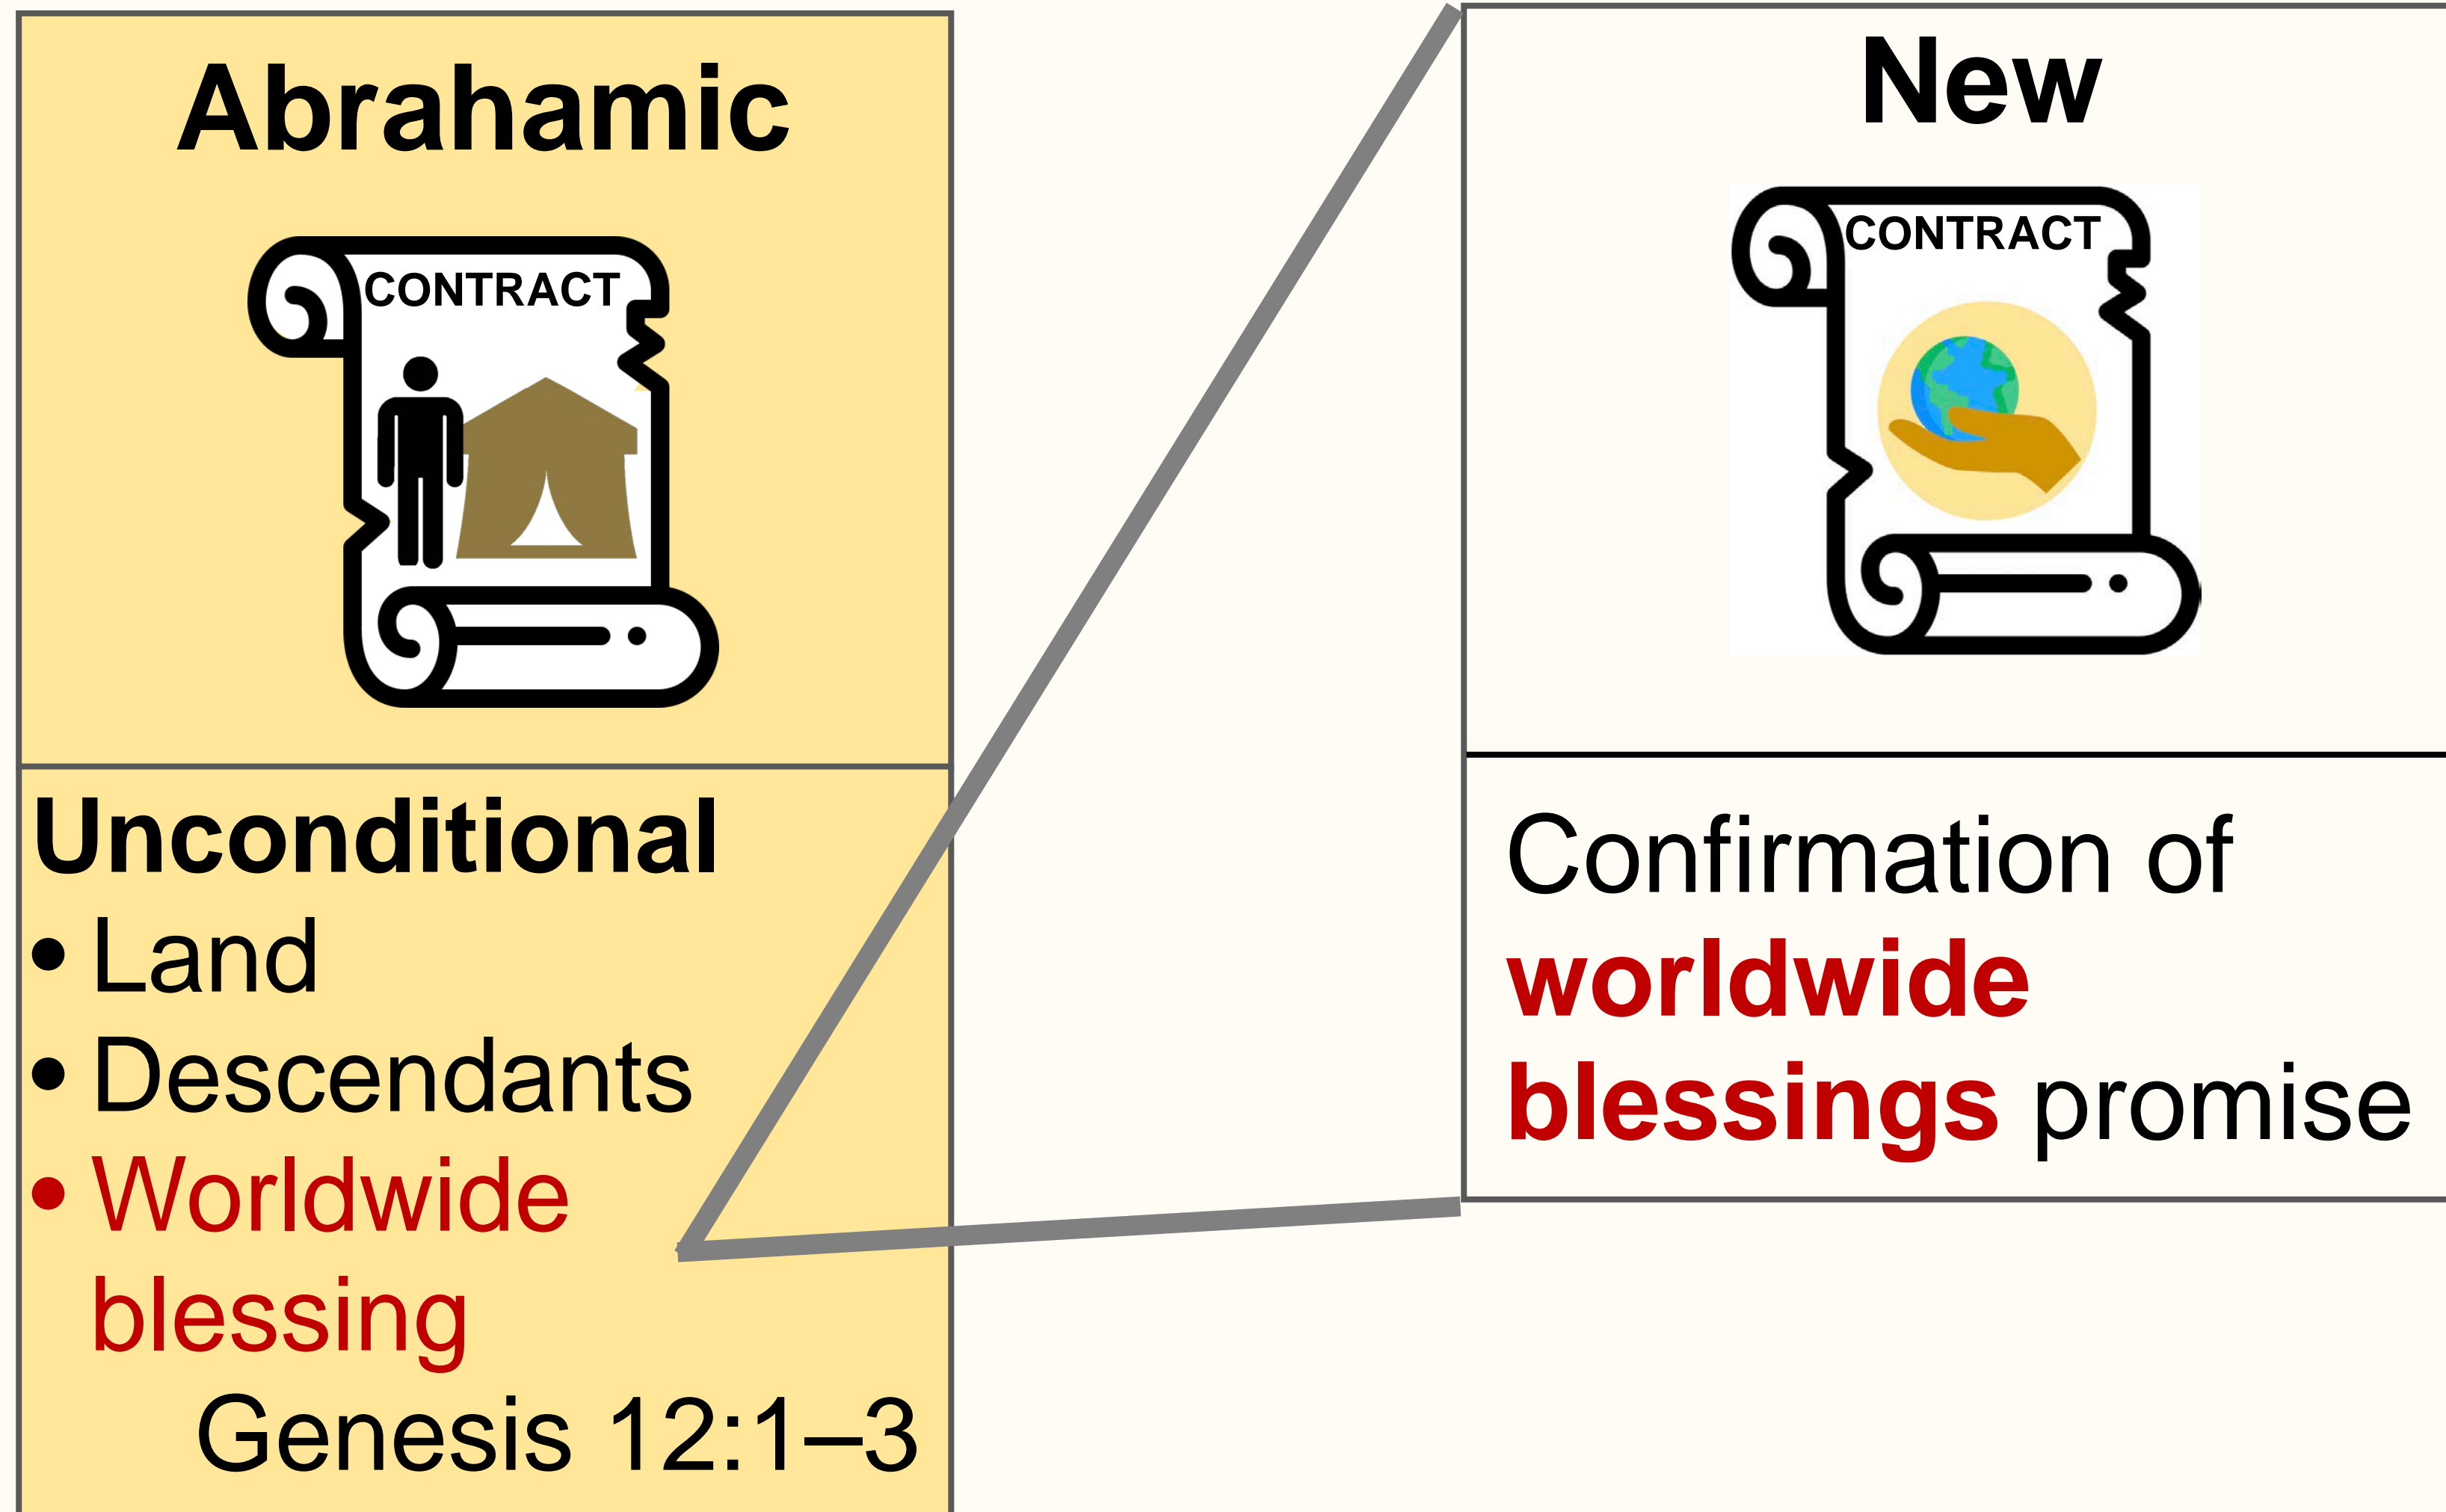 Abrahamic
CONTRACT
Unconditional
• Land
• Descendants
• Worldwide
blessing
Genesis 12:1–3
New
CONTRACT
Confirmation of
worldwide
blessings promise